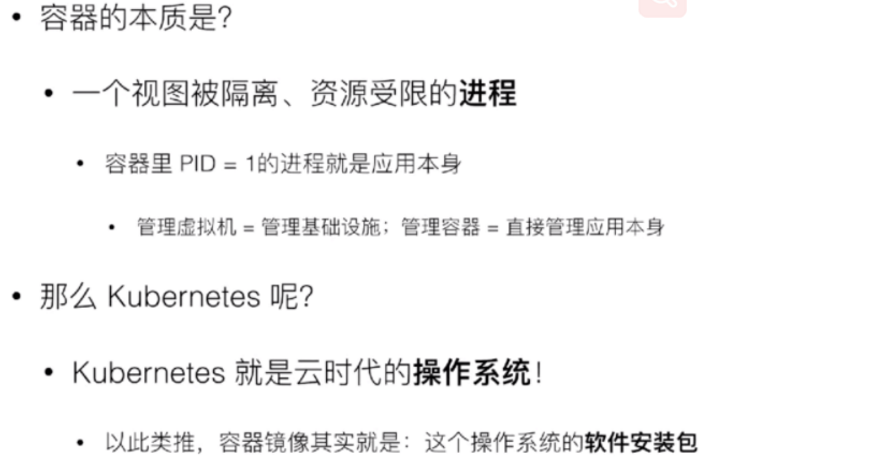 • 容器的本质是?
• 一个视图被隔离、资源受限的进程
• 容器里 PID = 1的进程就是应用本身
• 管理虚拟机 = 管理基础设施；管理容器 = 直接管理应用本身
• 那么 Kubernetes 呢?
• Kubernetes 就是云时代的操作系统!
• 以此类推，容器镜像其实就是：这个操作系统的软件安装包